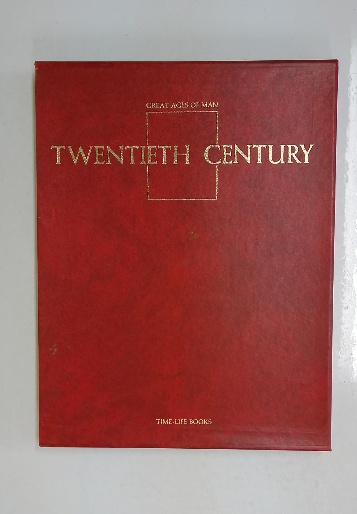 GREAT AGES OF MAN
TWENTIETH CENTURY
TIME-LIFE BOOKS